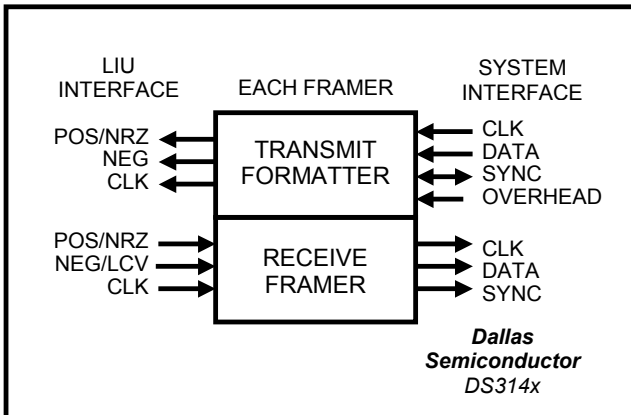 LIU
INTERFACE
EACH FRAMER
SYSTEM
INTERFACE
POS/NRZ
NEG
CLK
TRANSMIT
FORMATTER
CLK
DATA
SYNC
OVERHEAD
POS/NRZ
NEG/LCV
CLK
RECEIVE
FRAMER
CLK
DATA
SYNC
Dallas
Semiconductor
DS314x